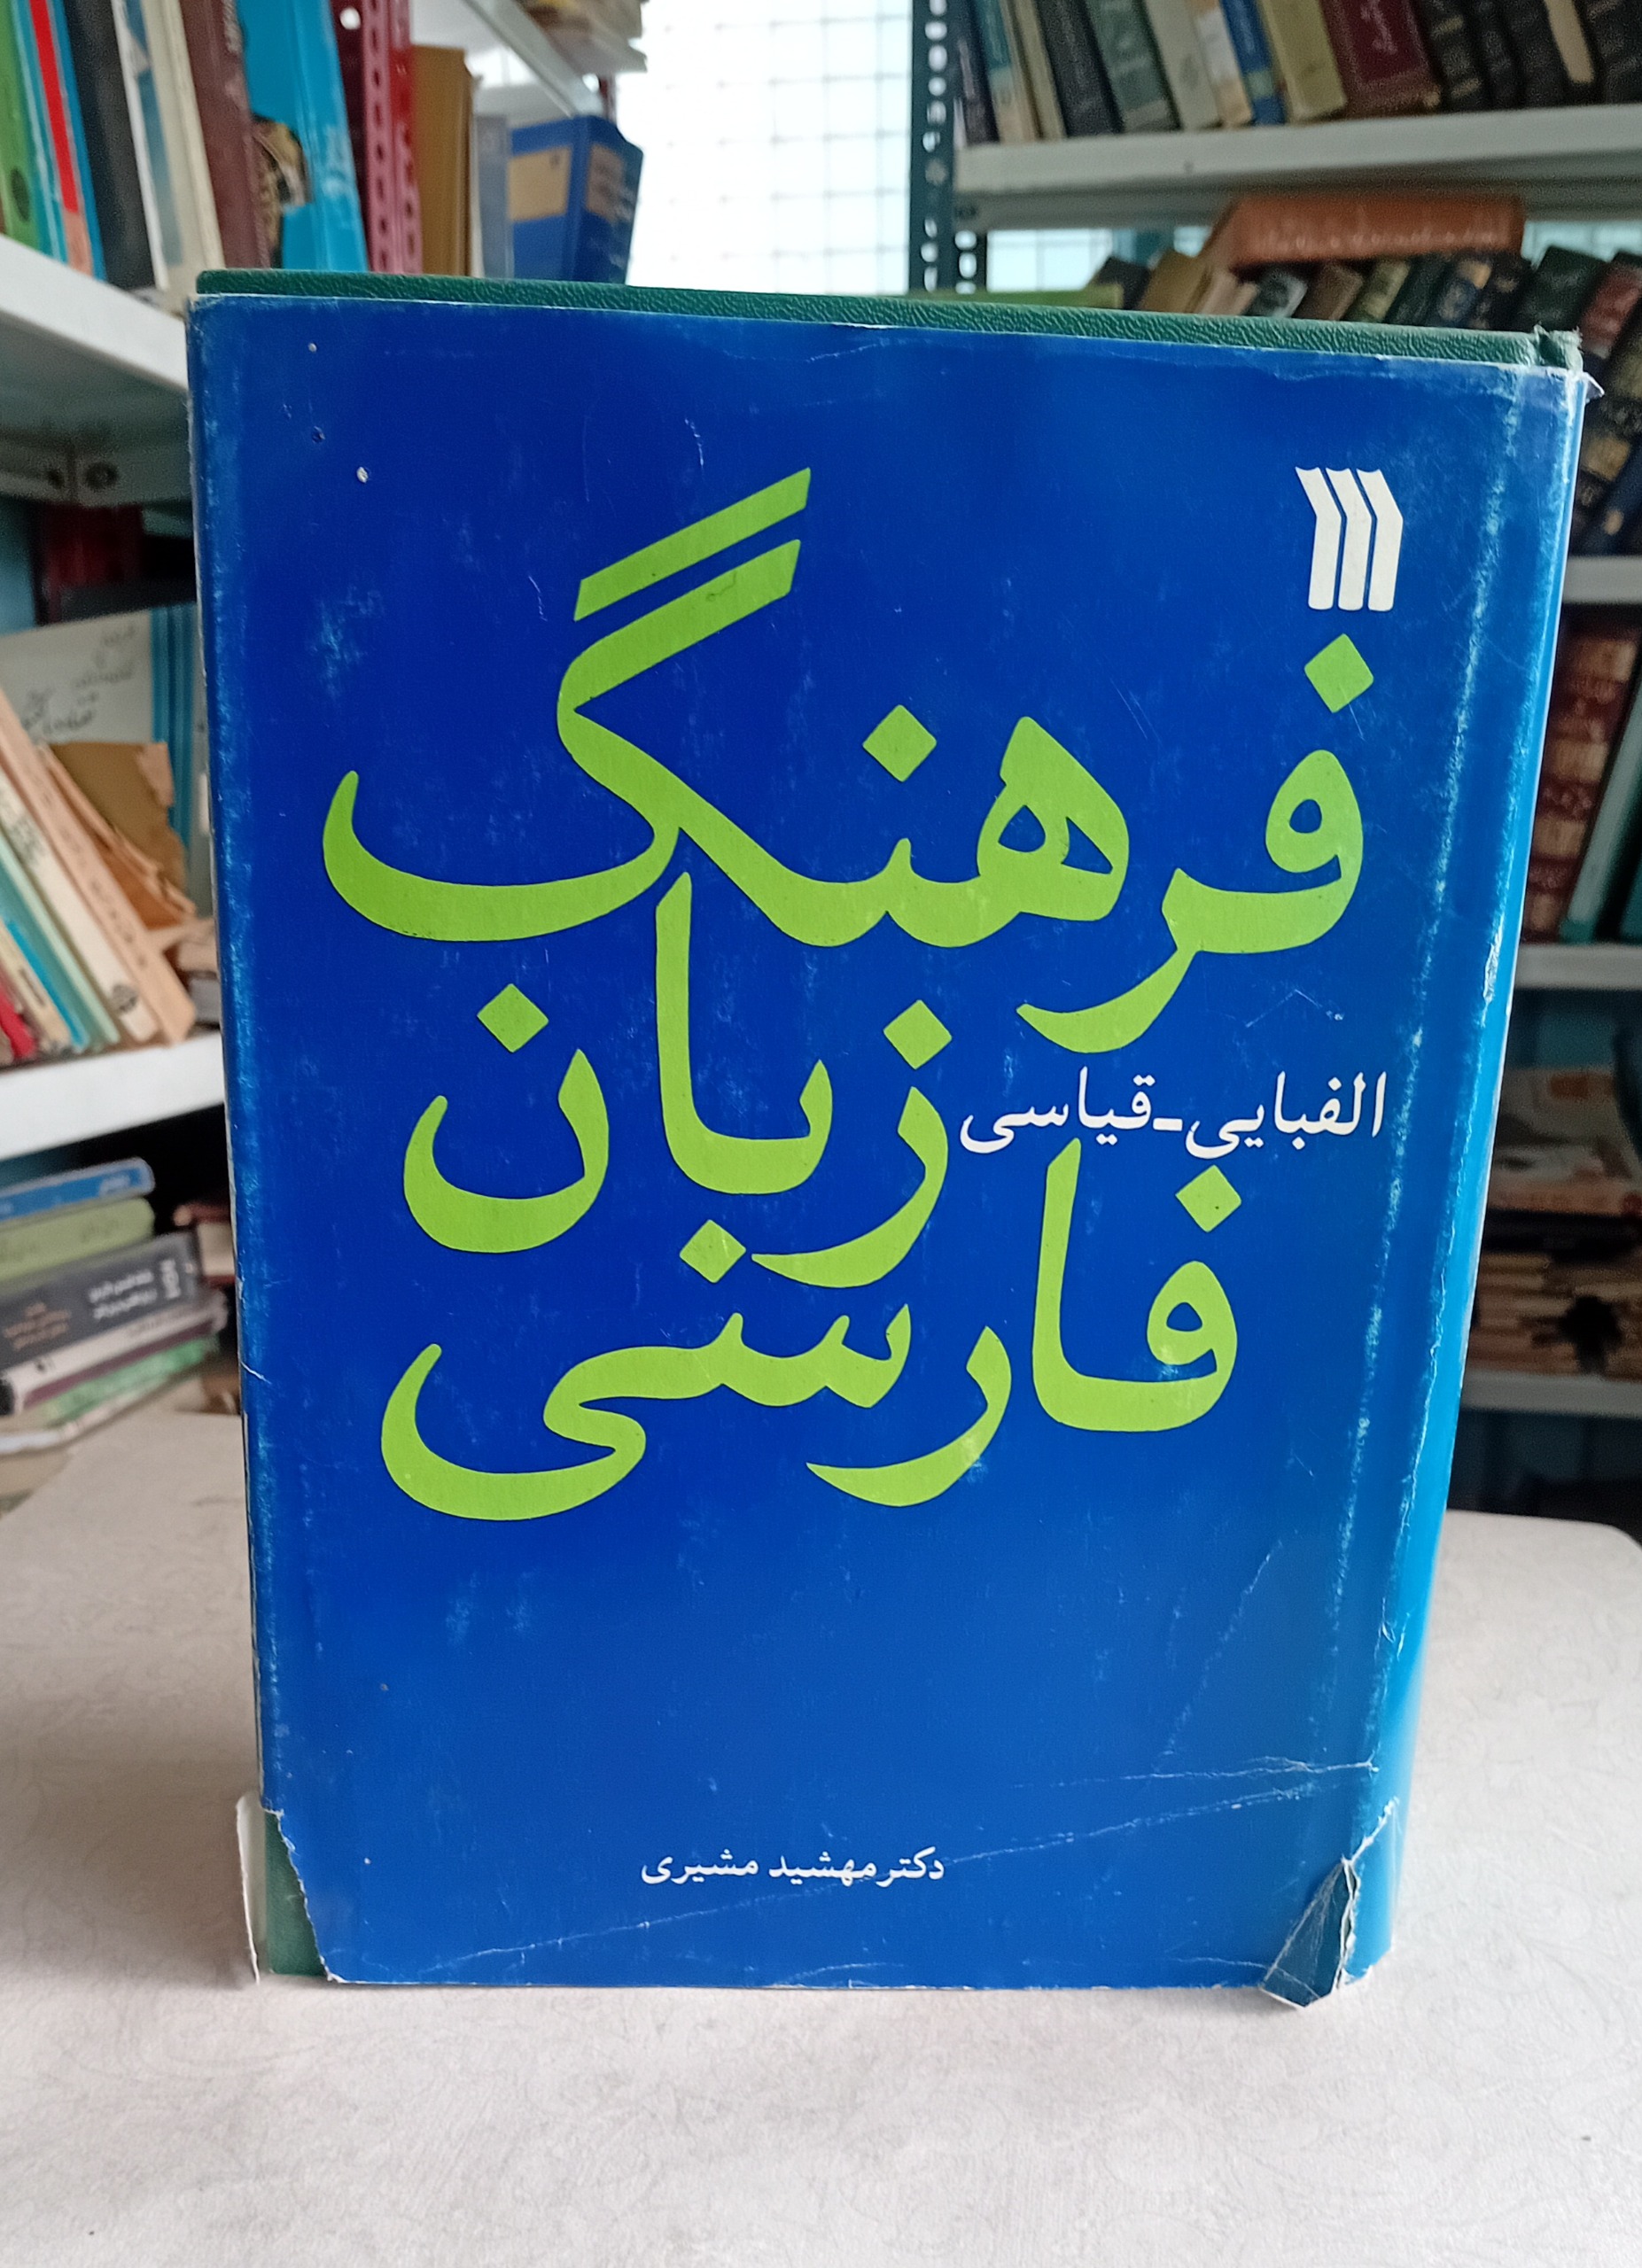 فرهنگ
زبان
الفبایی-قیاسی
فارسی
دکتر مهشید مشیری